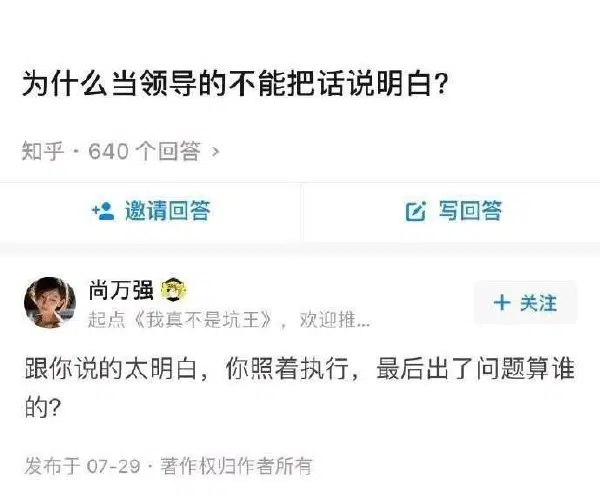 为什么当领导的不能把话说明白?
知乎 · 640 个回答 >
邀请回答
写回答
尚万强
起点《我真不是坑王》，欢迎推...
+ 关注
跟你说的太明白，你照着执行，最后出了问题算谁
的?
发布于 07-29 · 著作权归作者所有